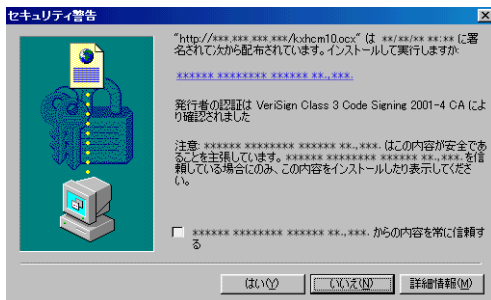 セキュリティ警告
"http://***.***.***.***/kxhcm10.ocx" は **/**/** **:** に署
名されて次から配布されています。インストールして実行しますか:
****** ******** ****** **.,***.
発行者の認証は VeriSign Class 3 Code Signing 2001-4 CA によ
り確認されました
注意: ****** ******** ****** **.,***. はこの内容が安全であ
ることを主張しています。****** ******** ****** **.,***. を信
頼している場合にのみ、この内容をインストールしたり表示してくださ
い。
****** ******** ****** **.,***. からの内容を常に信頼す
る
はい(Y)
いいえ(N)
詳細情報(M)